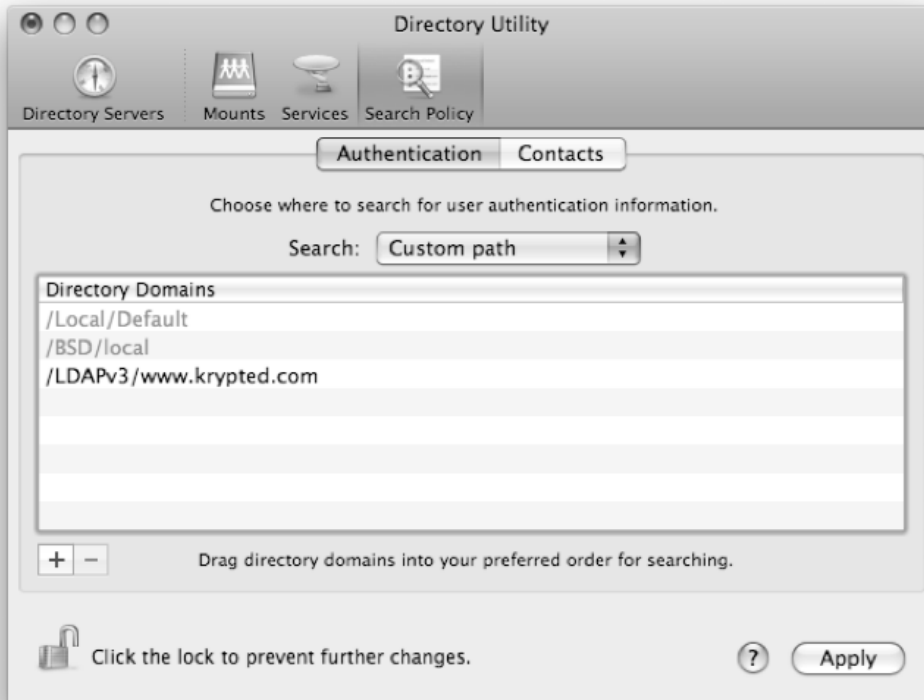 Directory Utility
Directory Servers Mounts Services Search Policy
Authentication Contacts
Choose where to search for user authentication information.
Search: Custom path
Directory Domains
/Local/Default
/BSD/local
/LDAPv3/www.krypted.com
+ − Drag directory domains into your preferred order for searching.
Click the lock to prevent further changes. ? Apply